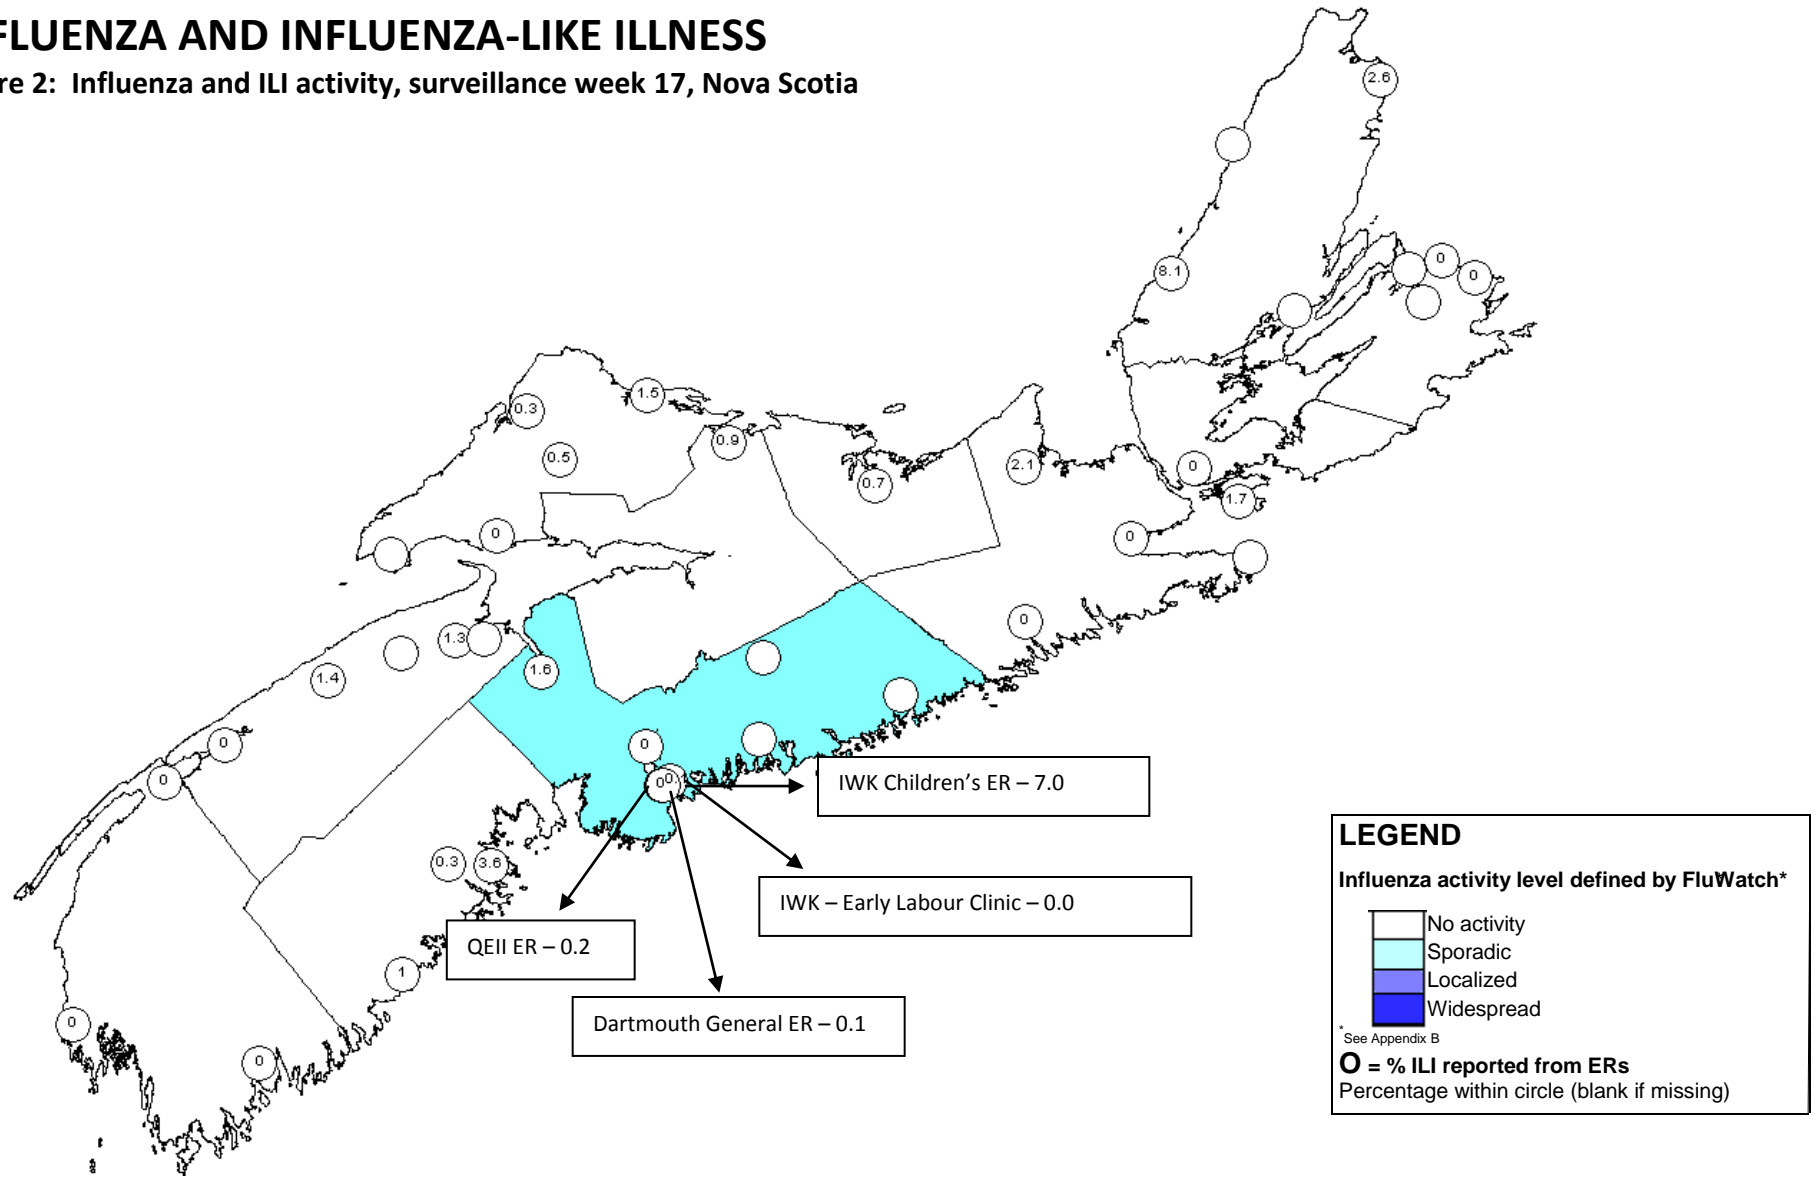 FLUENZA AND INFLUENZA-LIKE ILLNESS
re 2: Influenza and ILI activity, surveillance week 17, Nova Scotia
2.6
8.1
0
0
1.5
0.3
0.9
0.5
2.1
0.7
0
1.7
0
0
0
1.3
1.6
1.4
0
0
0
0
0.1
IWK Children's ER – 7.0
0.3
3.6
IWK – Early Labour Clinic – 0.0
QEII ER – 0.2
1
Dartmouth General ER – 0.1
0
0
LEGEND
Influenza activity level defined by FluWatch*
No activity
Sporadic
Localized
Widespread
*See Appendix B
O = % ILI reported from ERs
Percentage within circle (blank if missing)